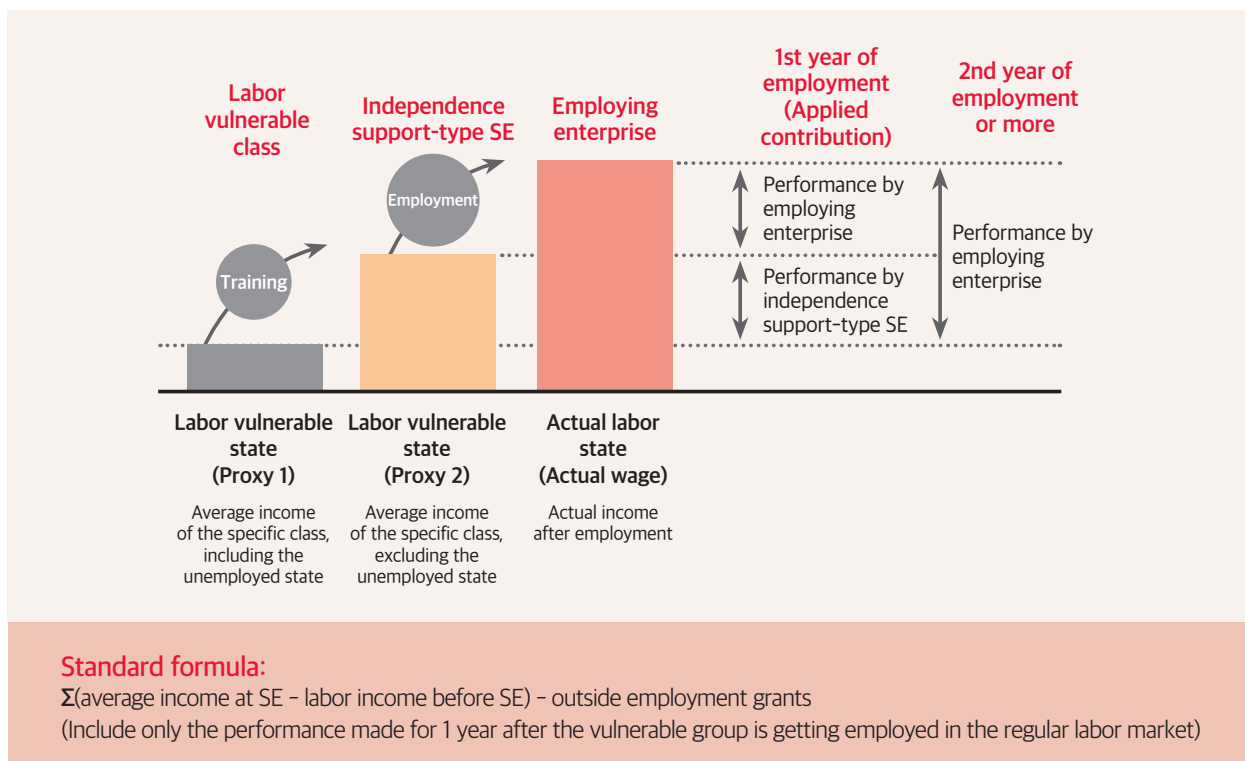 Labor
vulnerable
class
Independence
support-type SE
Employing
enterprise
1st year of
employment
(Applied
contribution)
2nd year of
employment
or more
Training
Employment
Performance by
employing
enterprise
Performance by
independence
support-type SE
Performance by
employing
enterprise
Labor vulnerable
state
(Proxy 1)
Average income
of the specific class,
including the
unemployed state
Labor vulnerable
state
(Proxy 2)
Average income
of the specific class,
excluding the
unemployed state
Actual labor
state
(Actual wage)
Actual income
after employment
Standard formula:
Σ(average income at SE – labor income before SE) – outside employment grants
(Include only the performance made for 1 year after the vulnerable group is getting employed in the regular labor market)